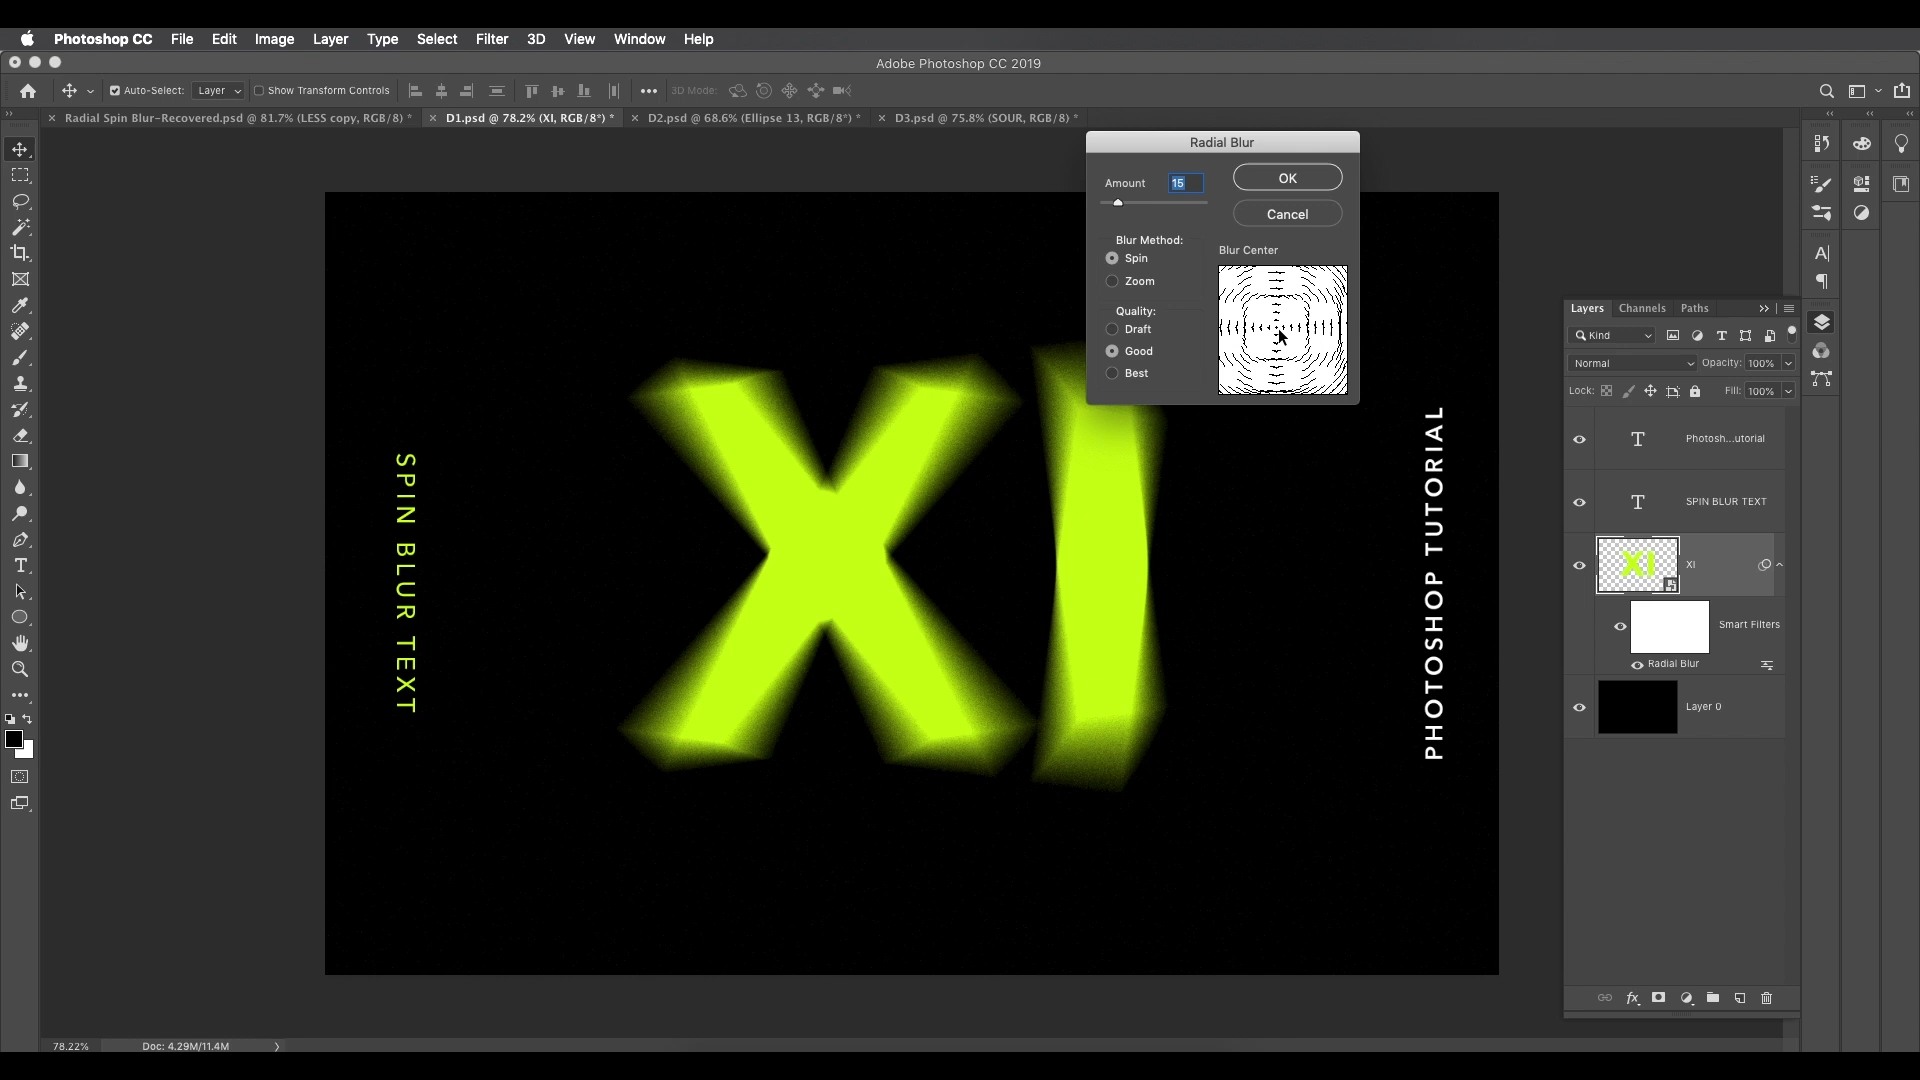 Photoshop CC File Edit Image Layer Type Select Filter 3D View Window Help
Adobe Photoshop CC 2019
Auto-Select: Layer Show Transform Controls 3D Mode:
Radial Spin Blur-Recovered.psd @ 81.7% (LESS copy, RGB/8) *
D1.psd @ 78.2% (XI, RGB/8*) *
D2.psd @ 68.6% (Ellipse 13, RGB/8*) *
D3.psd @ 75.8% (SOUR, RGB/8) *
Radial Blur
Amount 15
OK
Cancel
Blur Method:
Spin
Zoom
Quality:
Draft
Good
Best
Blur Center
SPIN BLUR TEXT
XI
PHOTOSHOP TUTORIAL
Layers Channels Paths
Kind
Normal Opacity: 100%
Lock: Fill: 100%
T Photosh...utorial
T SPIN BLUR TEXT
XI XI
Smart Filters
Radial Blur
Layer 0
fx
78.22% Doc: 4.29M/11.4M